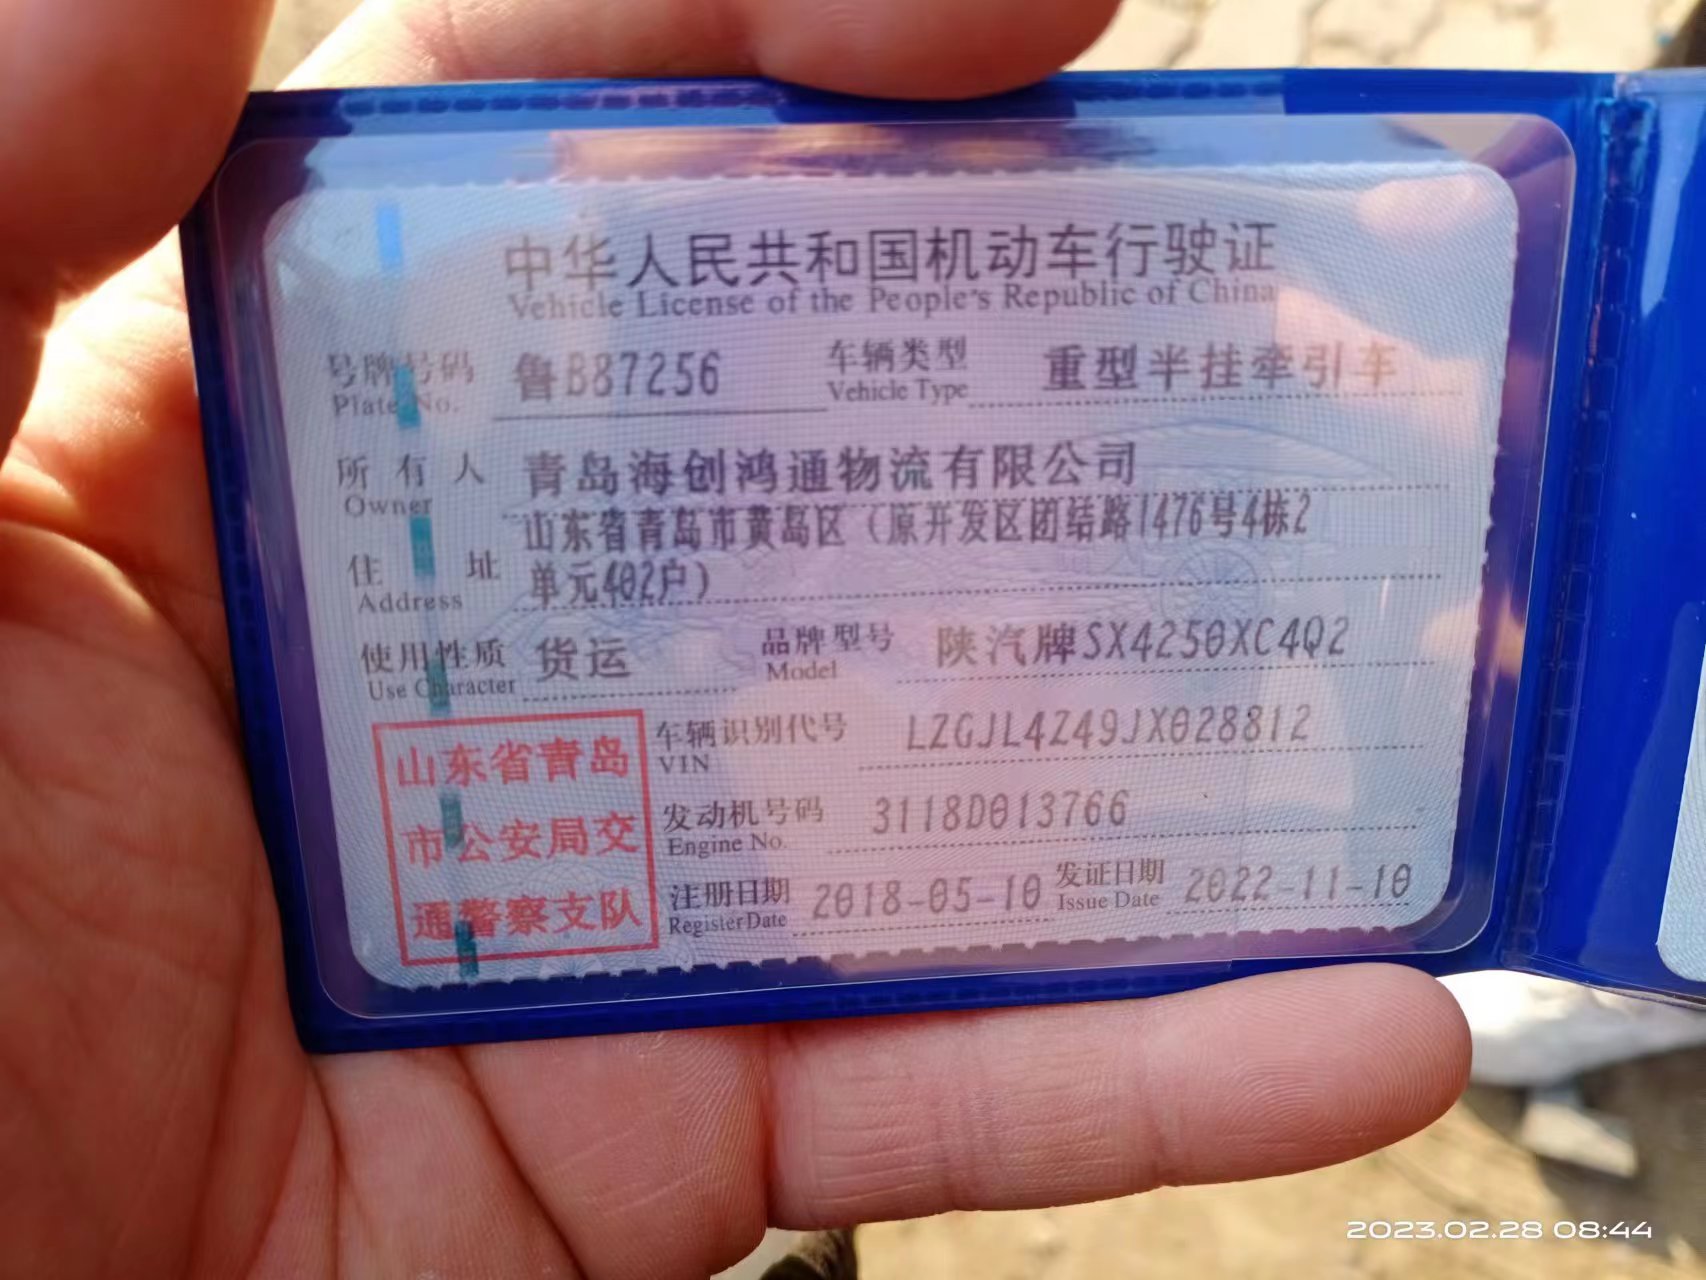 中华人民共和国机动车行驶证
Vehicle License of the People's Republic of China
号牌号码 鲁B87256 车辆类型 重型半挂牵引车
Plate No. Vehicle Type
所有人 青岛海创鸿通物流有限公司
Owner
山东省青岛市黄岛区（原开发区团结路1476号4栋2
住址 单元402户）
Address
使用性质 货运 品牌型号 陕汽牌SX4250XC4Q2
Use Character Model
车辆识别代号 LZGJL4Z49JX028812
VIN
发动机号码 3118D013766
Engine No.
注册日期 2018-05-10 发证日期 2022-11-10
Register Date Issue Date
山东省青岛
市公安局交
通警察支队
2023.02.28 08:44